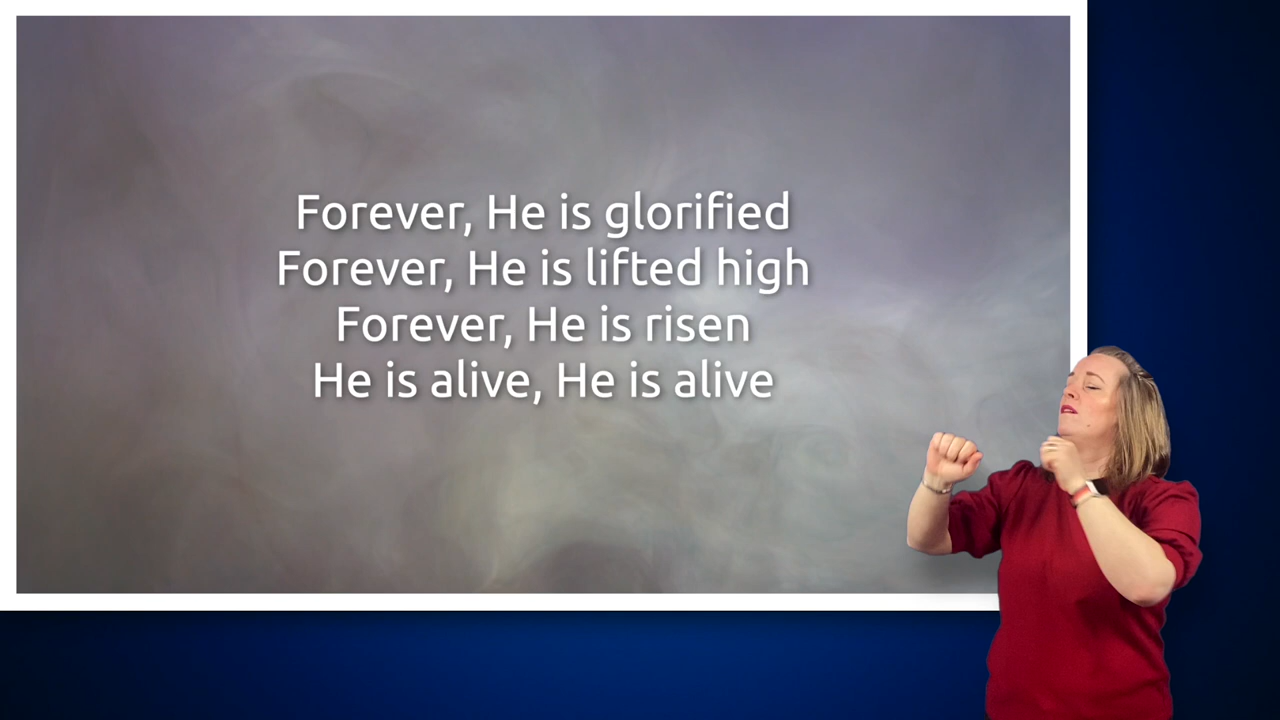 Forever, He is glorified
Forever, He is lifted high
Forever, He is risen
He is alive, He is alive